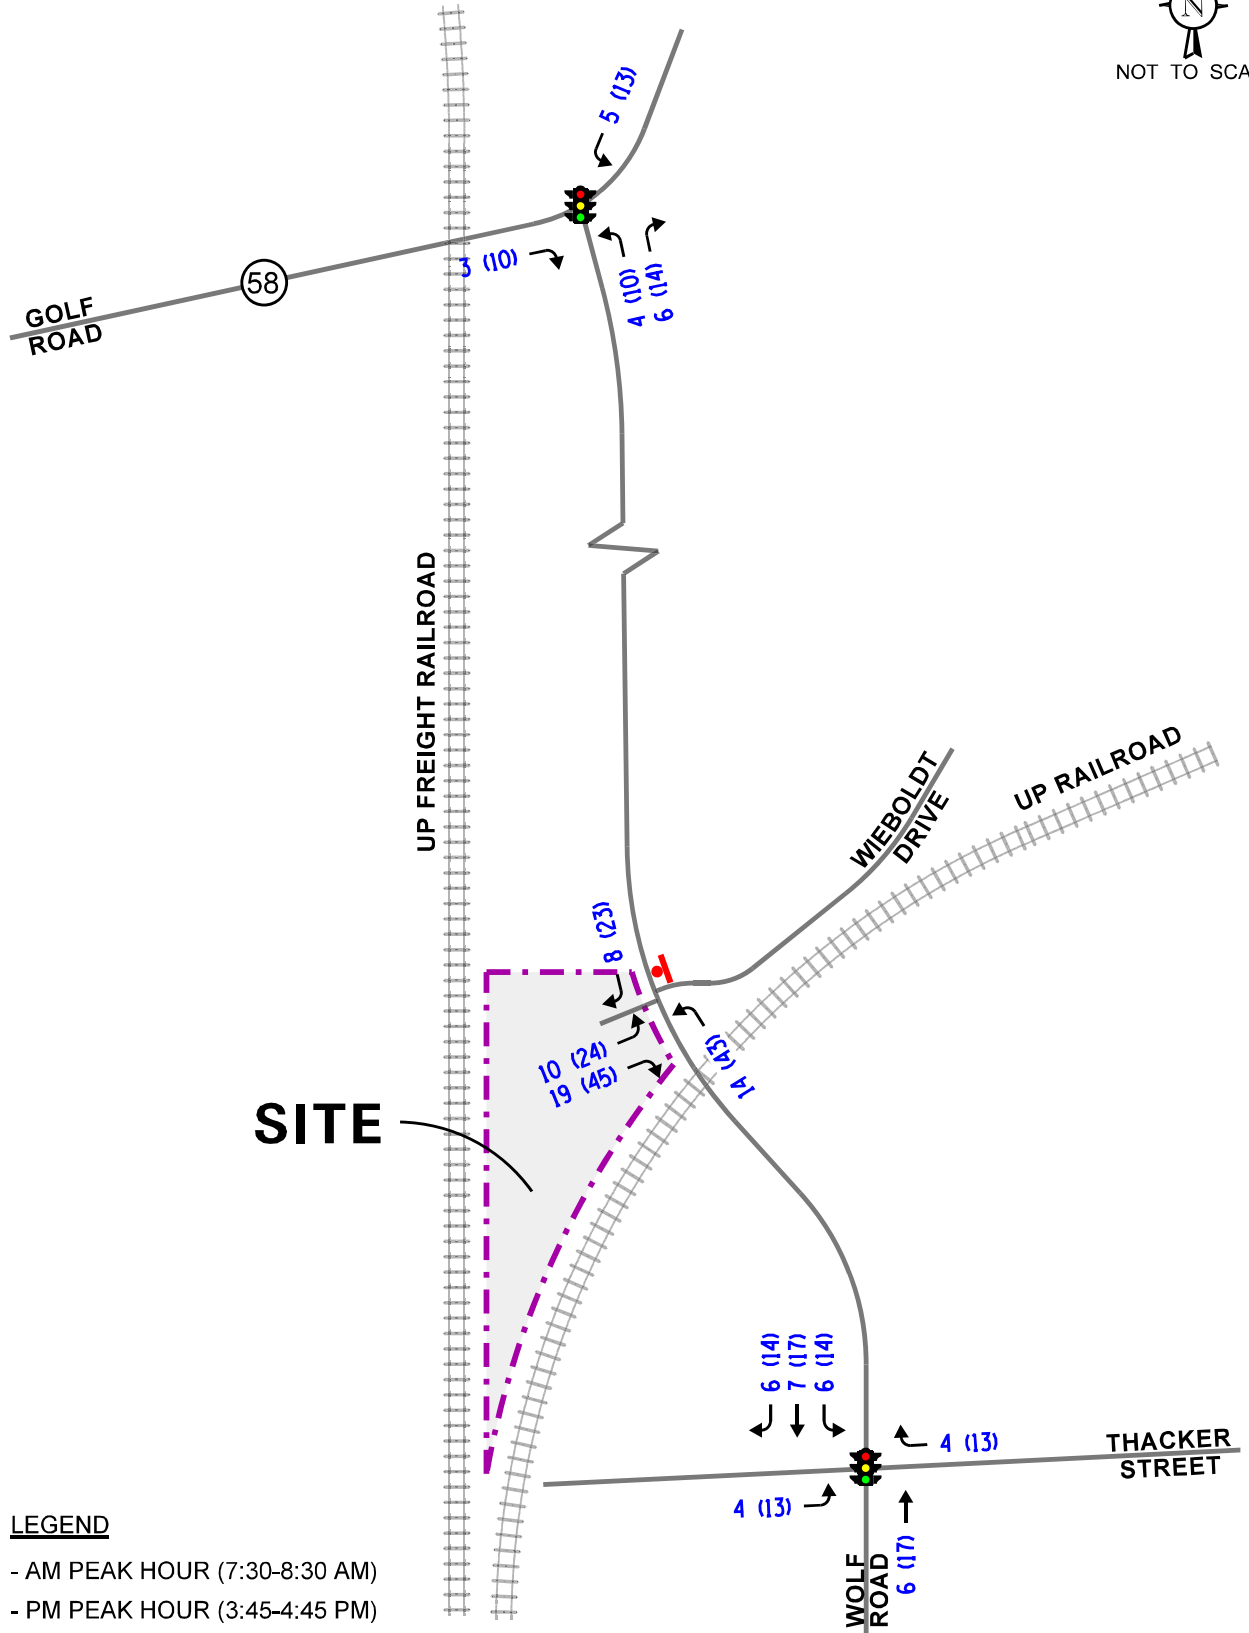 N
NOT TO SCA
5 (13)
3 (10)
4 (10)
6 (14)
58
GOLF
ROAD
UP FREIGHT RAILROAD
UP RAILROAD
WIEBOLDT
DRIVE
8 (23)
10 (24)
19 (45)
14 (43)
SITE
6 (14)
7 (17)
6 (14)
4 (13)
THACKER
STREET
4 (13)
6 (17)
WOLF
ROAD
LEGEND
- AM PEAK HOUR (7:30-8:30 AM)
- PM PEAK HOUR (3:45-4:45 PM)